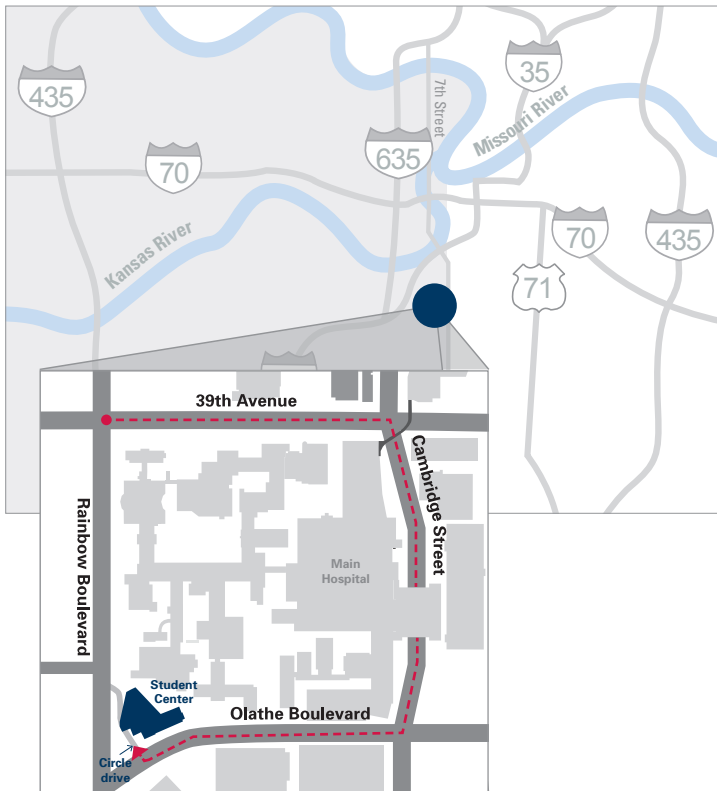 435
70
635
7th Street
35
Missouri River
Kansas River
70
435
71
39th Avenue
Rainbow Boulevard
Cambridge Street
Main
Hospital
Student
Center
Olathe Boulevard
Circle
drive